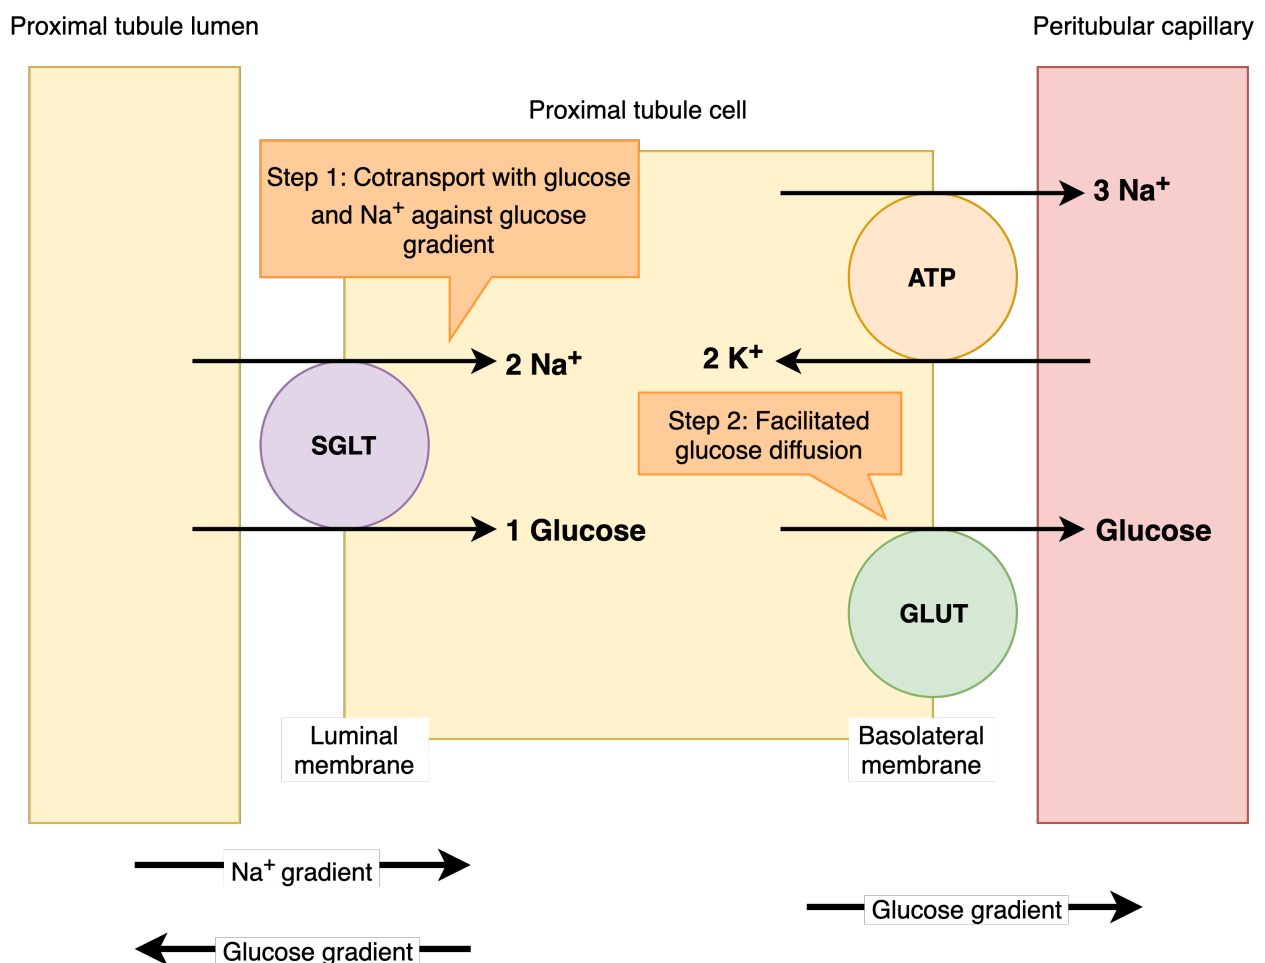 Proximal tubule lumen
Peritubular capillary
Proximal tubule cell
Step 1: Cotransport with glucose
and Na⁺ against glucose
gradient
3 Na⁺
ATP
2 Na⁺
2 K⁺
SGLT
Step 2: Facilitated
glucose diffusion
1 Glucose
Glucose
GLUT
Luminal
membrane
Basolateral
membrane
Na⁺ gradient
Glucose gradient
Glucose gradient